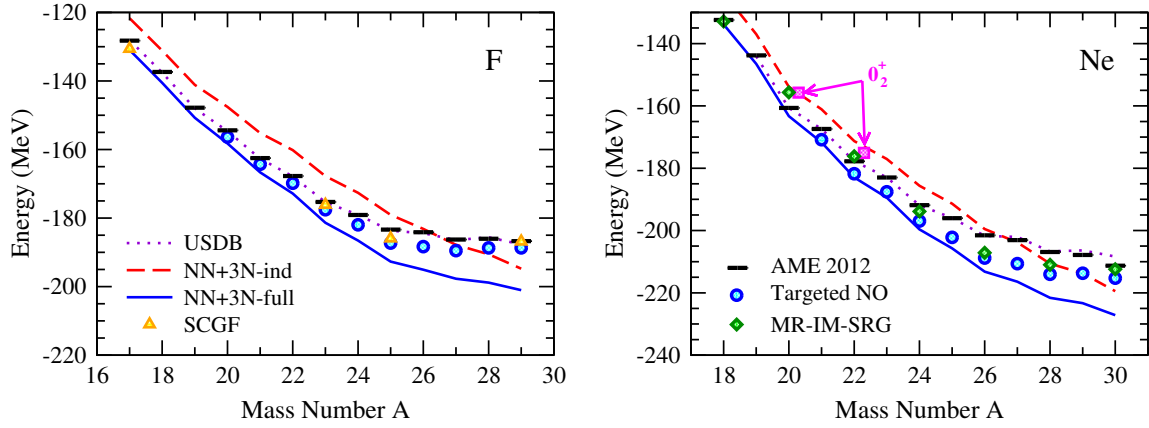 F
Energy (MeV)
-120
-140
-160
-180
-200
-220
USDB
NN+3N-ind
NN+3N-full
SCGF
16 18 20 22 24 26 28 30
Mass Number A
Ne
0₂⁺
Energy (MeV)
-140
-160
-180
-200
-220
-240
AME 2012
Targeted NO
MR-IM-SRG
18 20 22 24 26 28 30
Mass Number A